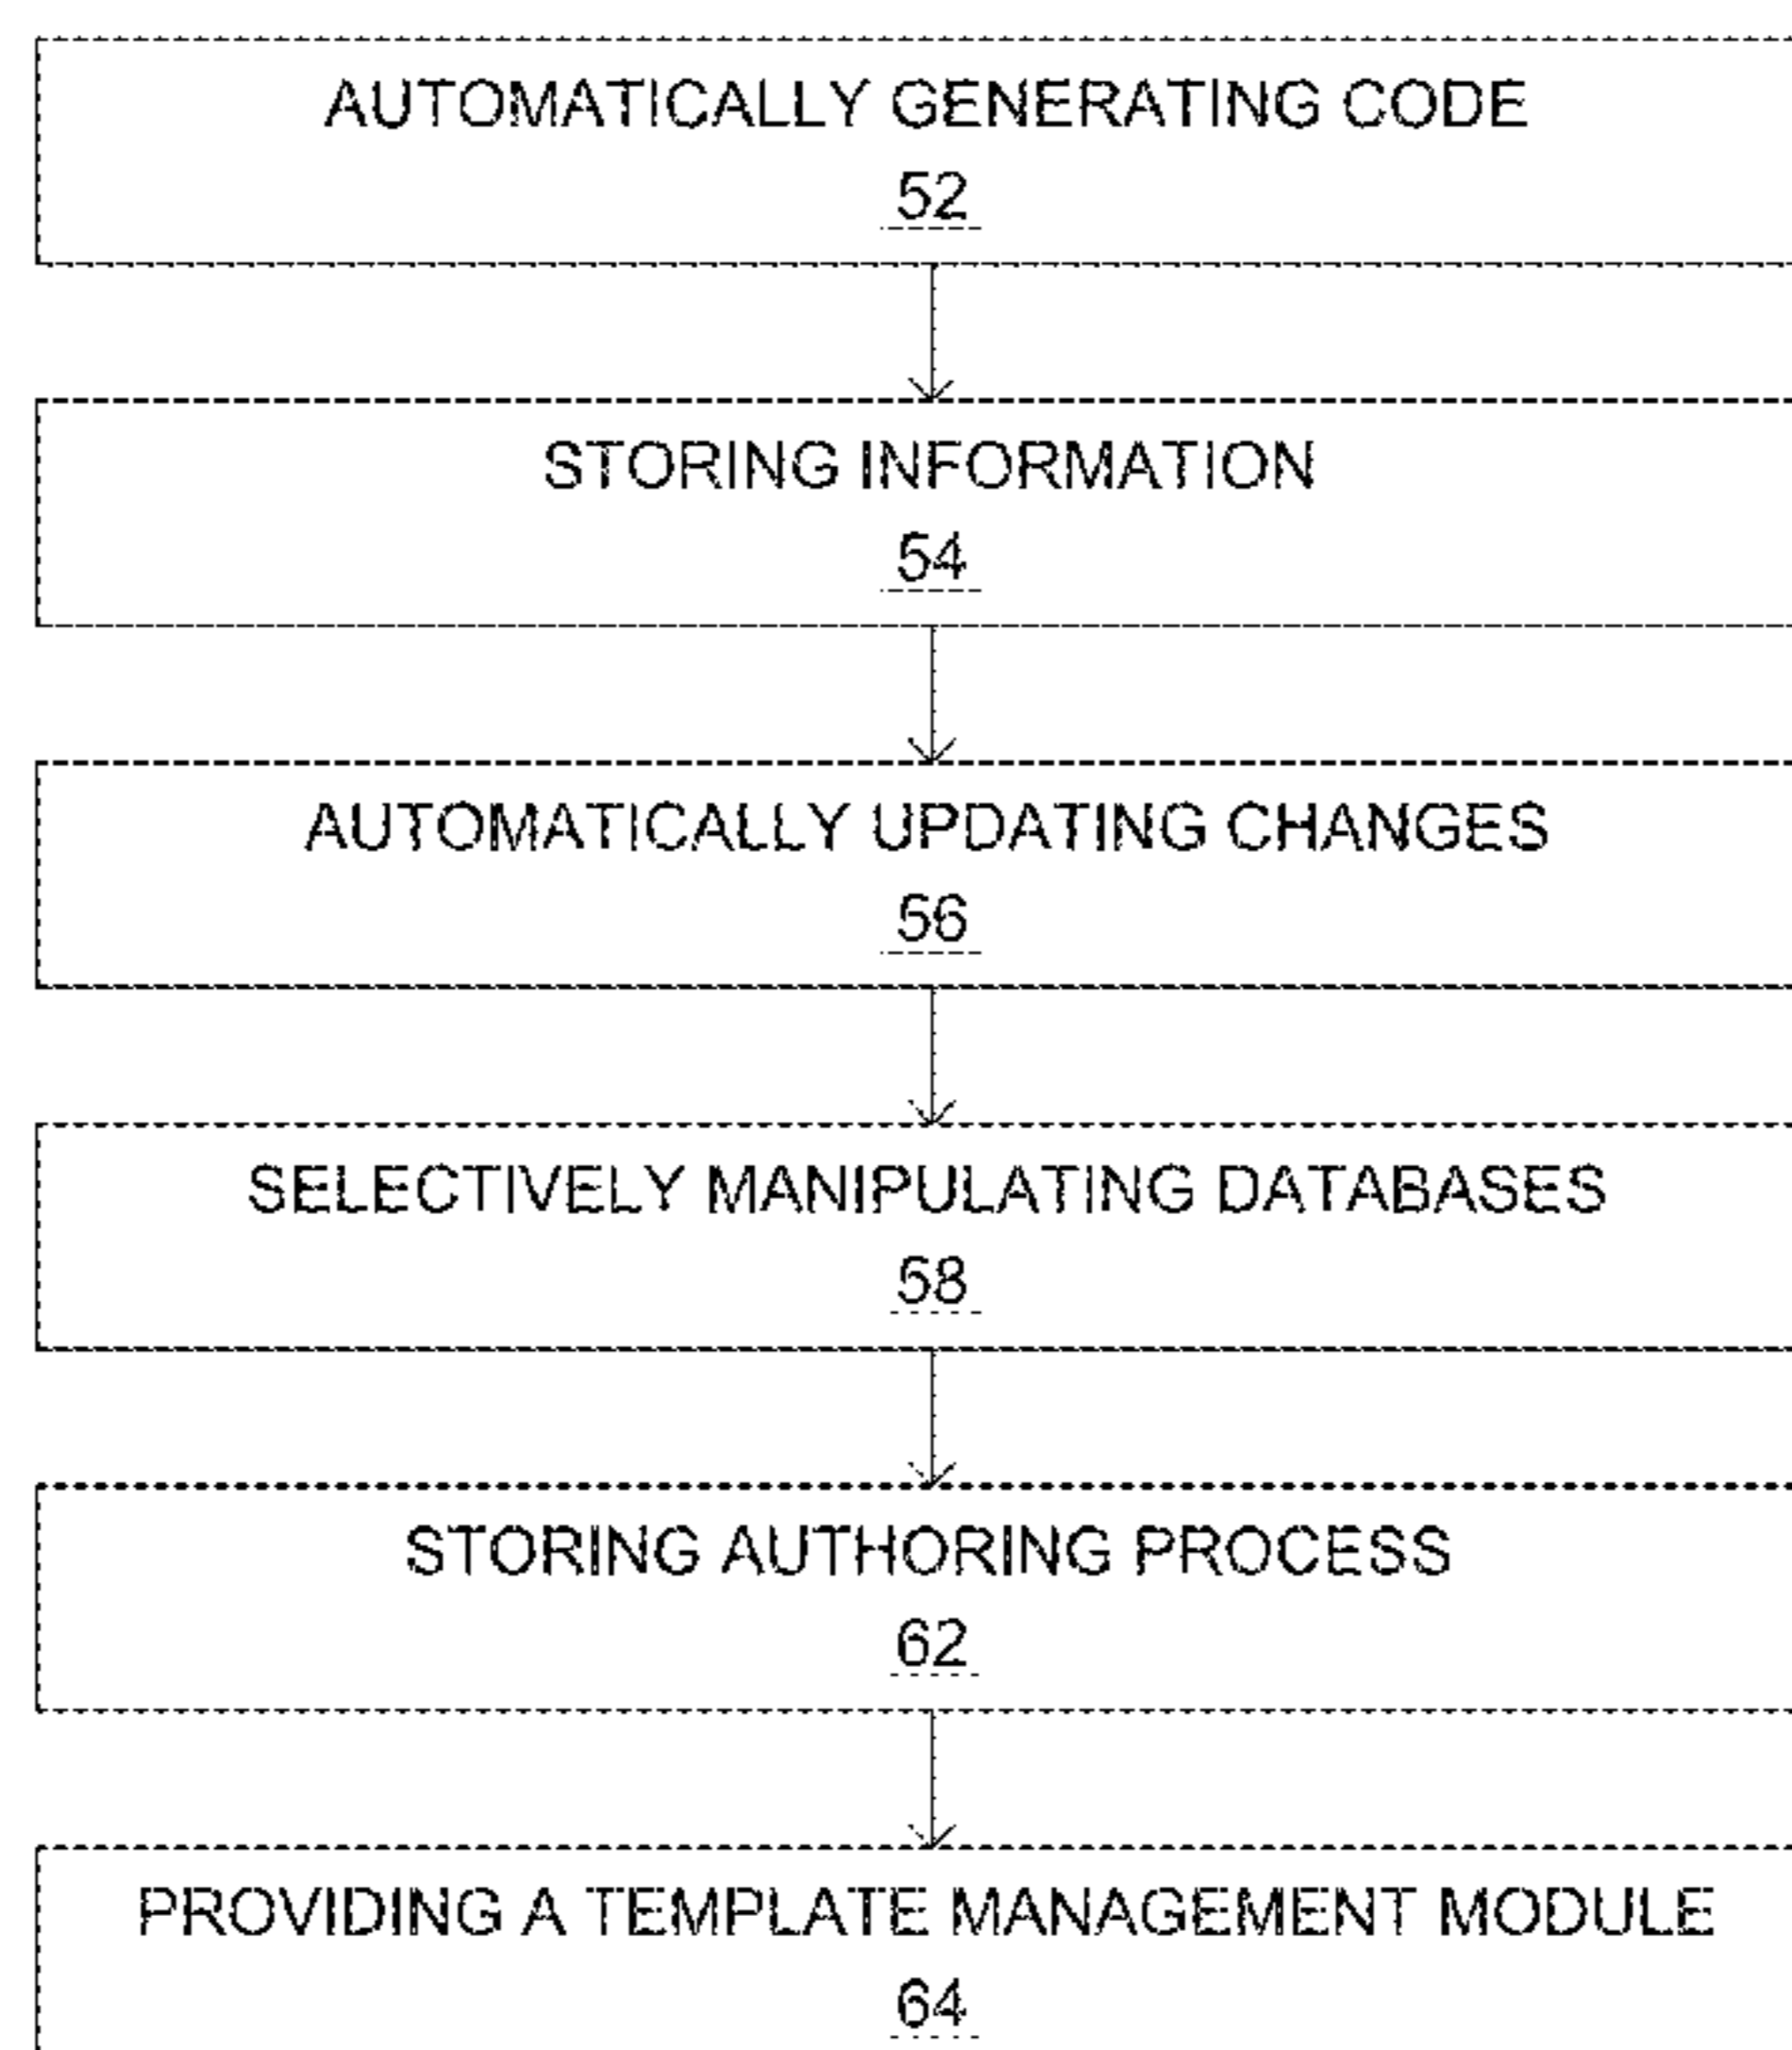 AUTOMATICALLY GENERATING CODE
52
STORING INFORMATION
54
AUTOMATICALLY UPDATING CHANGES
56
SELECTIVELY MANIPULATING DATABASES
58
STORING AUTHORING PROCESS
62
PROVIDING A TEMPLATE MANAGEMENT MODULE
64